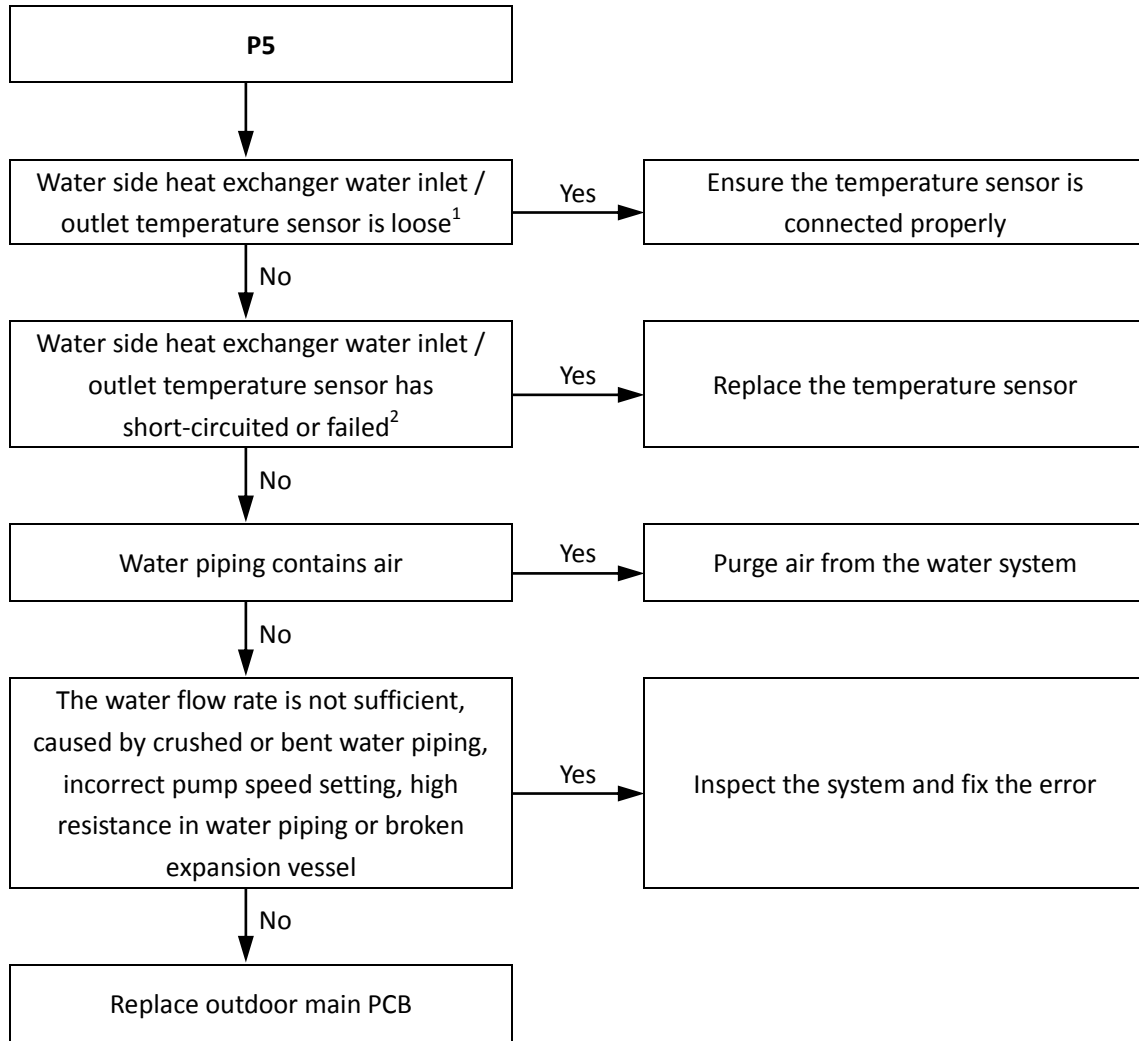 P5
Water side heat exchanger water inlet /
outlet temperature sensor is loose¹
Yes
Ensure the temperature sensor is
connected properly
No
Water side heat exchanger water inlet /
outlet temperature sensor has
short-circuited or failed²
Yes
Replace the temperature sensor
No
Water piping contains air
Yes
Purge air from the water system
No
The water flow rate is not sufficient,
caused by crushed or bent water piping,
incorrect pump speed setting, high
resistance in water piping or broken
expansion vessel
Yes
Inspect the system and fix the error
No
Replace outdoor main PCB